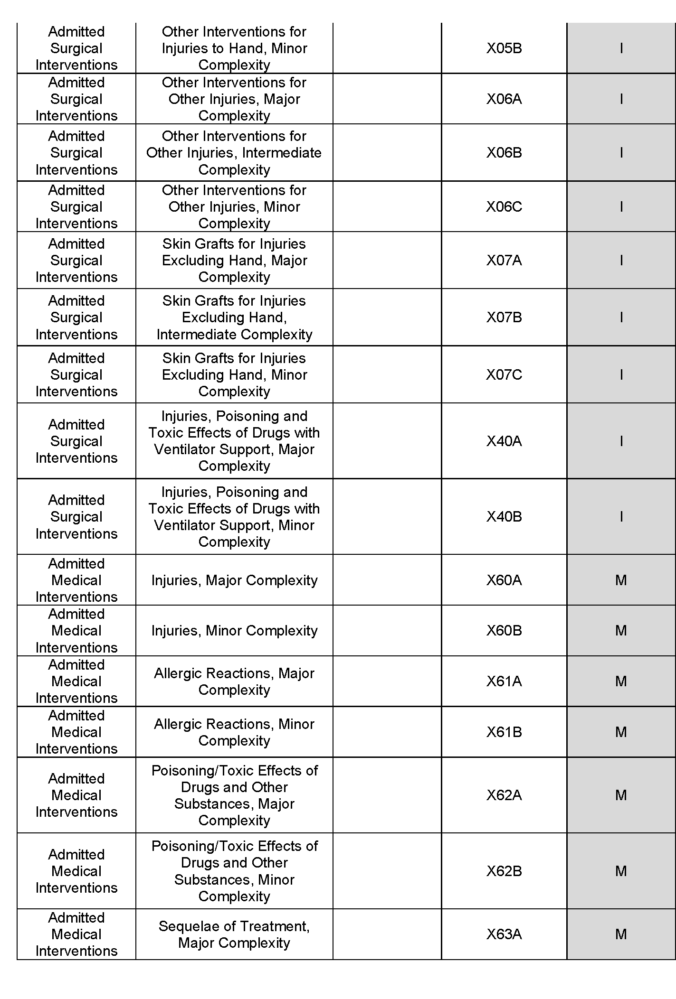 Admitted
Surgical
Interventions
Other Interventions for
Injuries to Hand, Minor
Complexity
X05B
I
Admitted
Surgical
Interventions
Other Interventions for
Other Injuries, Major
Complexity
X06A
I
Admitted
Surgical
Interventions
Other Interventions for
Other Injuries, Intermediate
Complexity
X06B
I
Admitted
Surgical
Interventions
Other Interventions for
Other Injuries, Minor
Complexity
X06C
I
Admitted
Surgical
Interventions
Skin Grafts for Injuries
Excluding Hand, Major
Complexity
X07A
I
Admitted
Surgical
Interventions
Skin Grafts for Injuries
Excluding Hand,
Intermediate Complexity
X07B
I
Admitted
Surgical
Interventions
Skin Grafts for Injuries
Excluding Hand, Minor
Complexity
X07C
I
Admitted
Surgical
Interventions
Injuries, Poisoning and
Toxic Effects of Drugs with
Ventilator Support, Major
Complexity
X40A
I
Admitted
Surgical
Interventions
Injuries, Poisoning and
Toxic Effects of Drugs with
Ventilator Support, Minor
Complexity
X40B
I
Admitted
Medical
Interventions
Injuries, Major Complexity
X60A
M
Admitted
Medical
Interventions
Injuries, Minor Complexity
X60B
M
Admitted
Medical
Interventions
Allergic Reactions, Major
Complexity
X61A
M
Admitted
Medical
Interventions
Allergic Reactions, Minor
Complexity
X61B
M
Admitted
Medical
Interventions
Poisoning/Toxic Effects of
Drugs and Other
Substances, Major
Complexity
X62A
M
Admitted
Medical
Interventions
Poisoning/Toxic Effects of
Drugs and Other
Substances, Minor
Complexity
X62B
M
Admitted
Medical
Interventions
Sequelae of Treatment,
Major Complexity
X63A
M